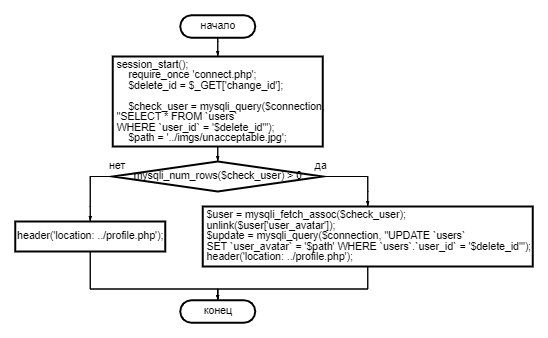 начало
session_start();
require_once 'connect.php';
$delete_id = $_GET['change_id'];
$check_user = mysqli_query($connection,
"SELECT * FROM `users`
WHERE `user_id` = '$delete_id'");
$path = '../imgs/unacceptable.jpg';
нет
да
mysqli_num_rows($check_user) > 0
header('location: ../profile.php');
$user = mysqli_fetch_assoc($check_user);
unlink($user['user_avatar']);
$update = mysqli_query($connection, "UPDATE `users`
SET `user_avatar` = '$path' WHERE `users`.`user_id` = '$delete_id'");
header('location: ../profile.php');
конец